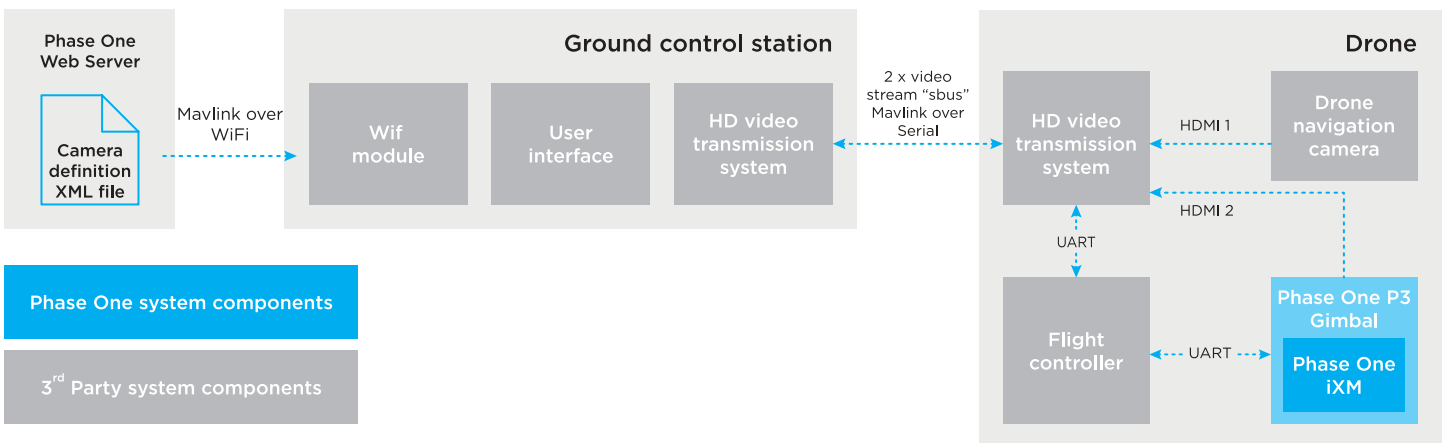 Phase One
Web Server
Camera
definition
XML file
Mavlink over
WiFi
Ground control station
Wif
module
User
interface
HD video
transmission
system
2 x video
stream “sbus”
Mavlink over
Serial
Drone
HD video
transmission
system
HDMI 1
Drone
navigation
camera
HDMI 2
UART
Flight
controller
UART
Phase One P3
Gimbal
Phase One
iXM
Phase One system components
3rd Party system components